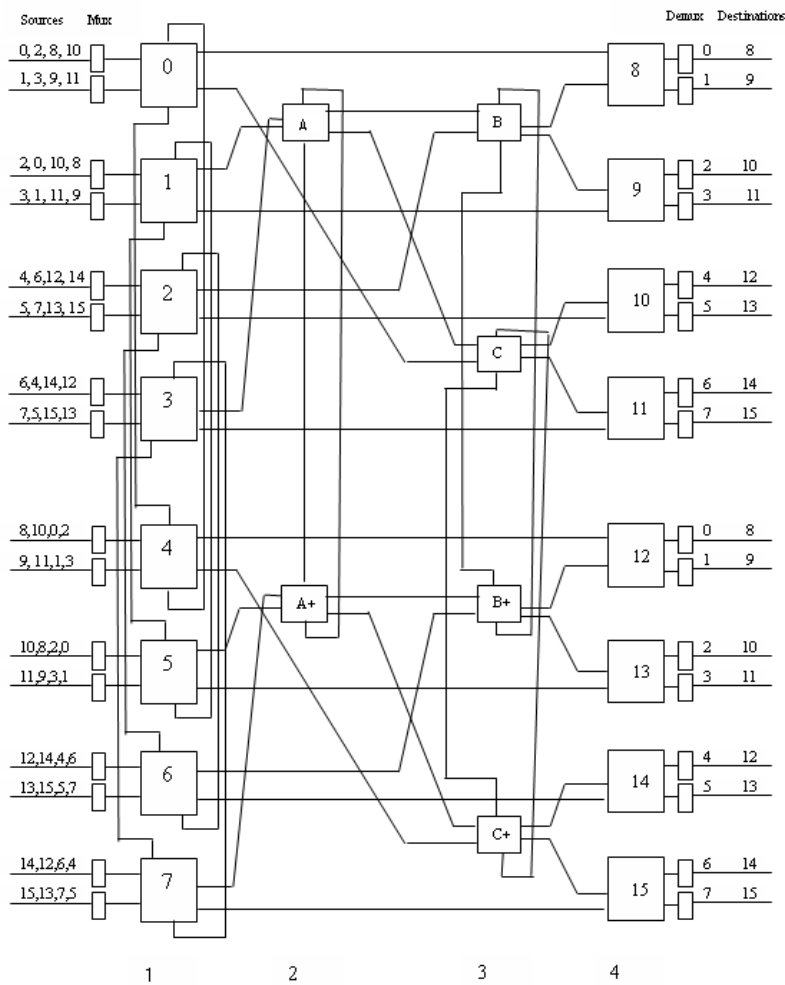 Sources Mux Demux Destinations
0, 2, 8, 10 0 8 0 8
1, 3, 9, 11 1 9
A B
2, 0, 10, 8 1 9 2 10
3, 1, 11, 9 3 11
4, 6,12, 14 2 10 4 12
5, 7,13, 15 5 13
C
6,4,14,12 3 11 6 14
7,5,15,13 7 15
8,10,0,2 4 12 0 8
9, 11,1,3 1 9
A+ B+
10,8,2,0 5 13 2 10
11,9,3,1 3 11
12,14,4,6 6 14 4 12
13,15,5,7 5 13
C+
14,12,6,4 7 15 6 14
15,13,7,5 7 15
1 2 3 4